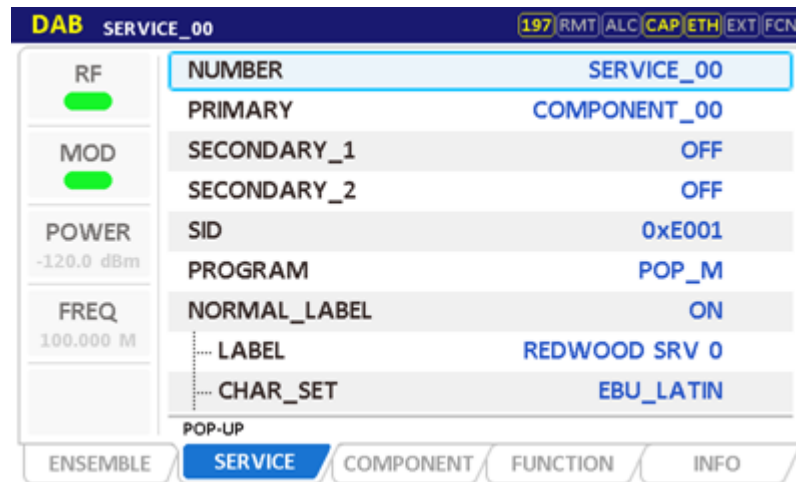 DAB SERVICE_00 197 RMT ALC CAP ETH EXT FCN
RF
MOD
POWER
-120.0 dBm
FREQ
100.000 M
NUMBER SERVICE_00
PRIMARY COMPONENT_00
SECONDARY_1 OFF
SECONDARY_2 OFF
SID 0xE001
PROGRAM POP_M
NORMAL_LABEL ON
LABEL REDWOOD SRV 0
CHAR_SET EBU_LATIN
POP-UP
ENSEMBLE SERVICE COMPONENT FUNCTION INFO